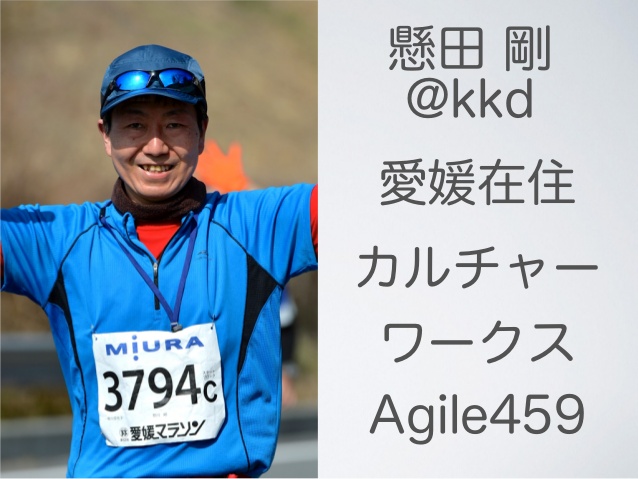 懸田 剛
@kkd
愛媛在住
カルチャー
ワークス
Agile459
MIURA
3794C
愛媛マラソン